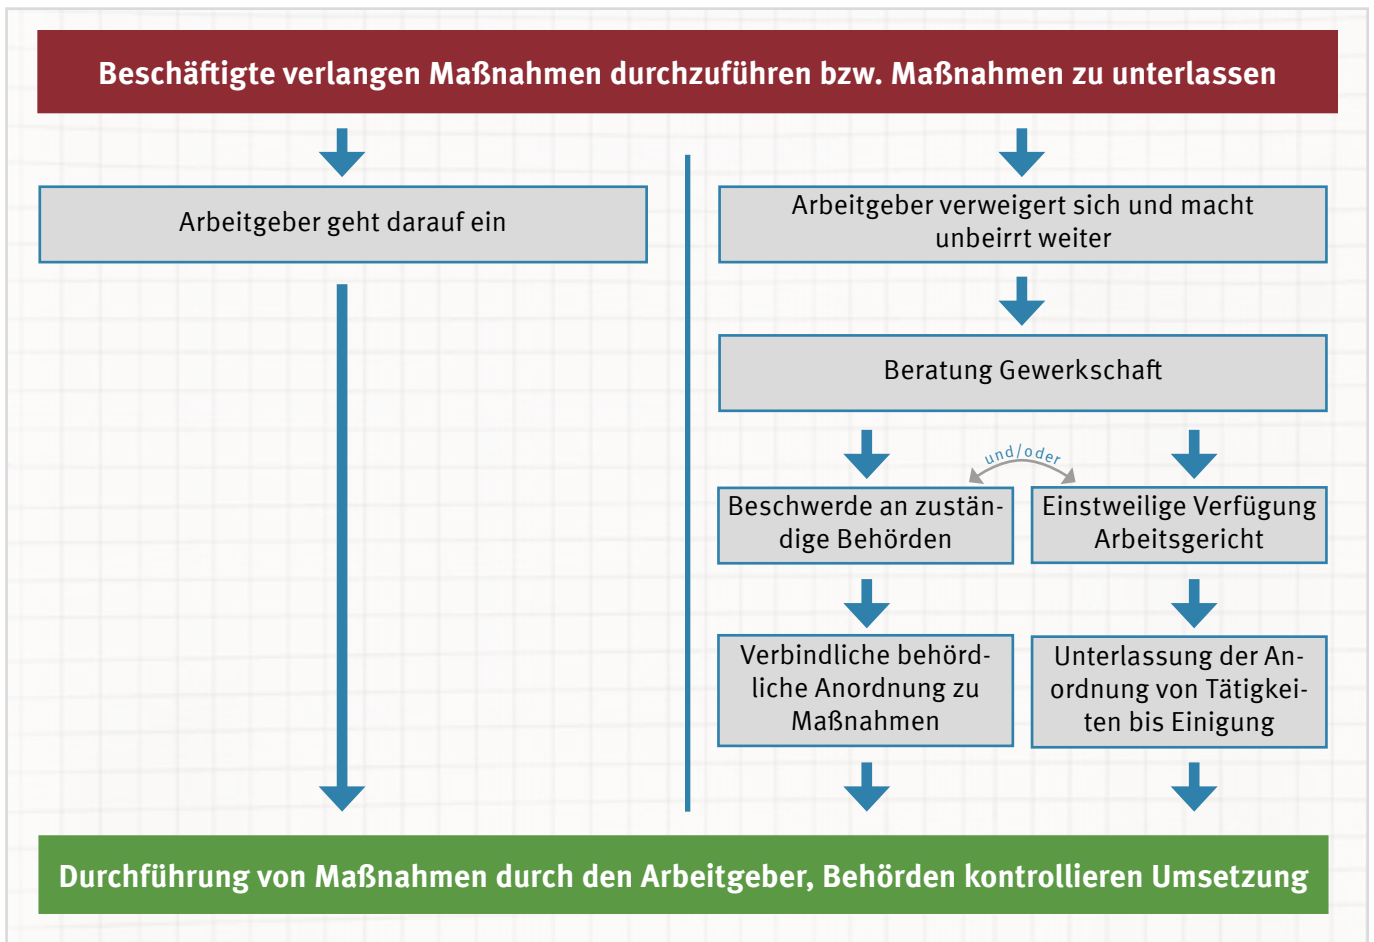 Beschäftigte verlangen Maßnahmen durchzuführen bzw. Maßnahmen zu unterlassen
Arbeitgeber geht darauf ein
Arbeitgeber verweigert sich und macht
unbeirrt weiter
Beratung Gewerkschaft
und/oder
Beschwerde an zustän-
dige Behörden
Einstweilige Verfügung
Arbeitsgericht
Verbindliche behörd-
liche Anordnung zu
Maßnahmen
Unterlassung der An-
ordnung von Tätigkei-
ten bis Einigung
Durchführung von Maßnahmen durch den Arbeitgeber, Behörden kontrollieren Umsetzung